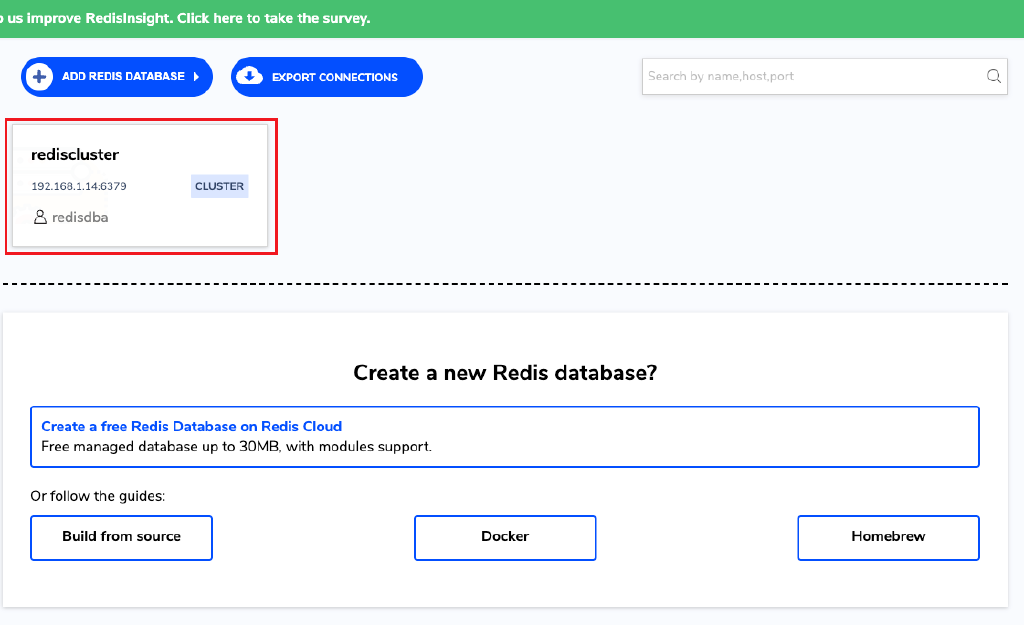 us improve RedisInsight. Click here to take the survey.
ADD REDIS DATABASE
EXPORT CONNECTIONS
Search by name,host,port
rediscluster
192.168.1.14:6379
CLUSTER
redisdba
Create a new Redis database?
Create a free Redis Database on Redis Cloud
Free managed database up to 30MB, with modules support.
Or follow the guides:
Build from source
Docker
Homebrew